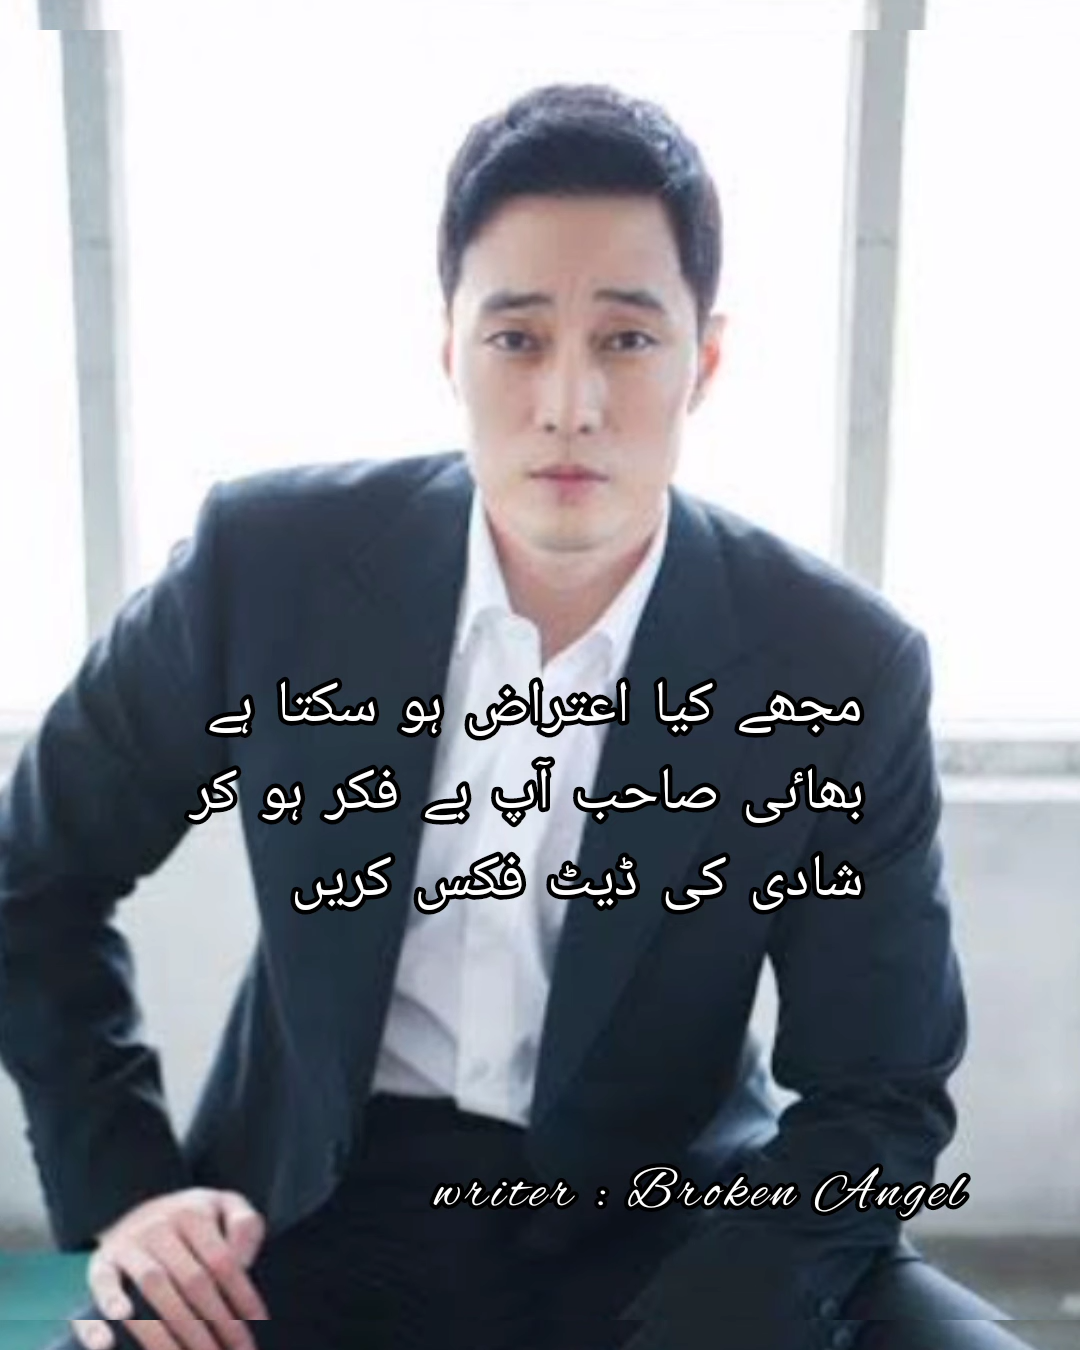 مجھے کیا اعتراض ہو سکتا ہے
بھائی صاحب آپ بے فکر ہو کر
شادی کی ڈیٹ فکس کریں
writer : Broken Angel